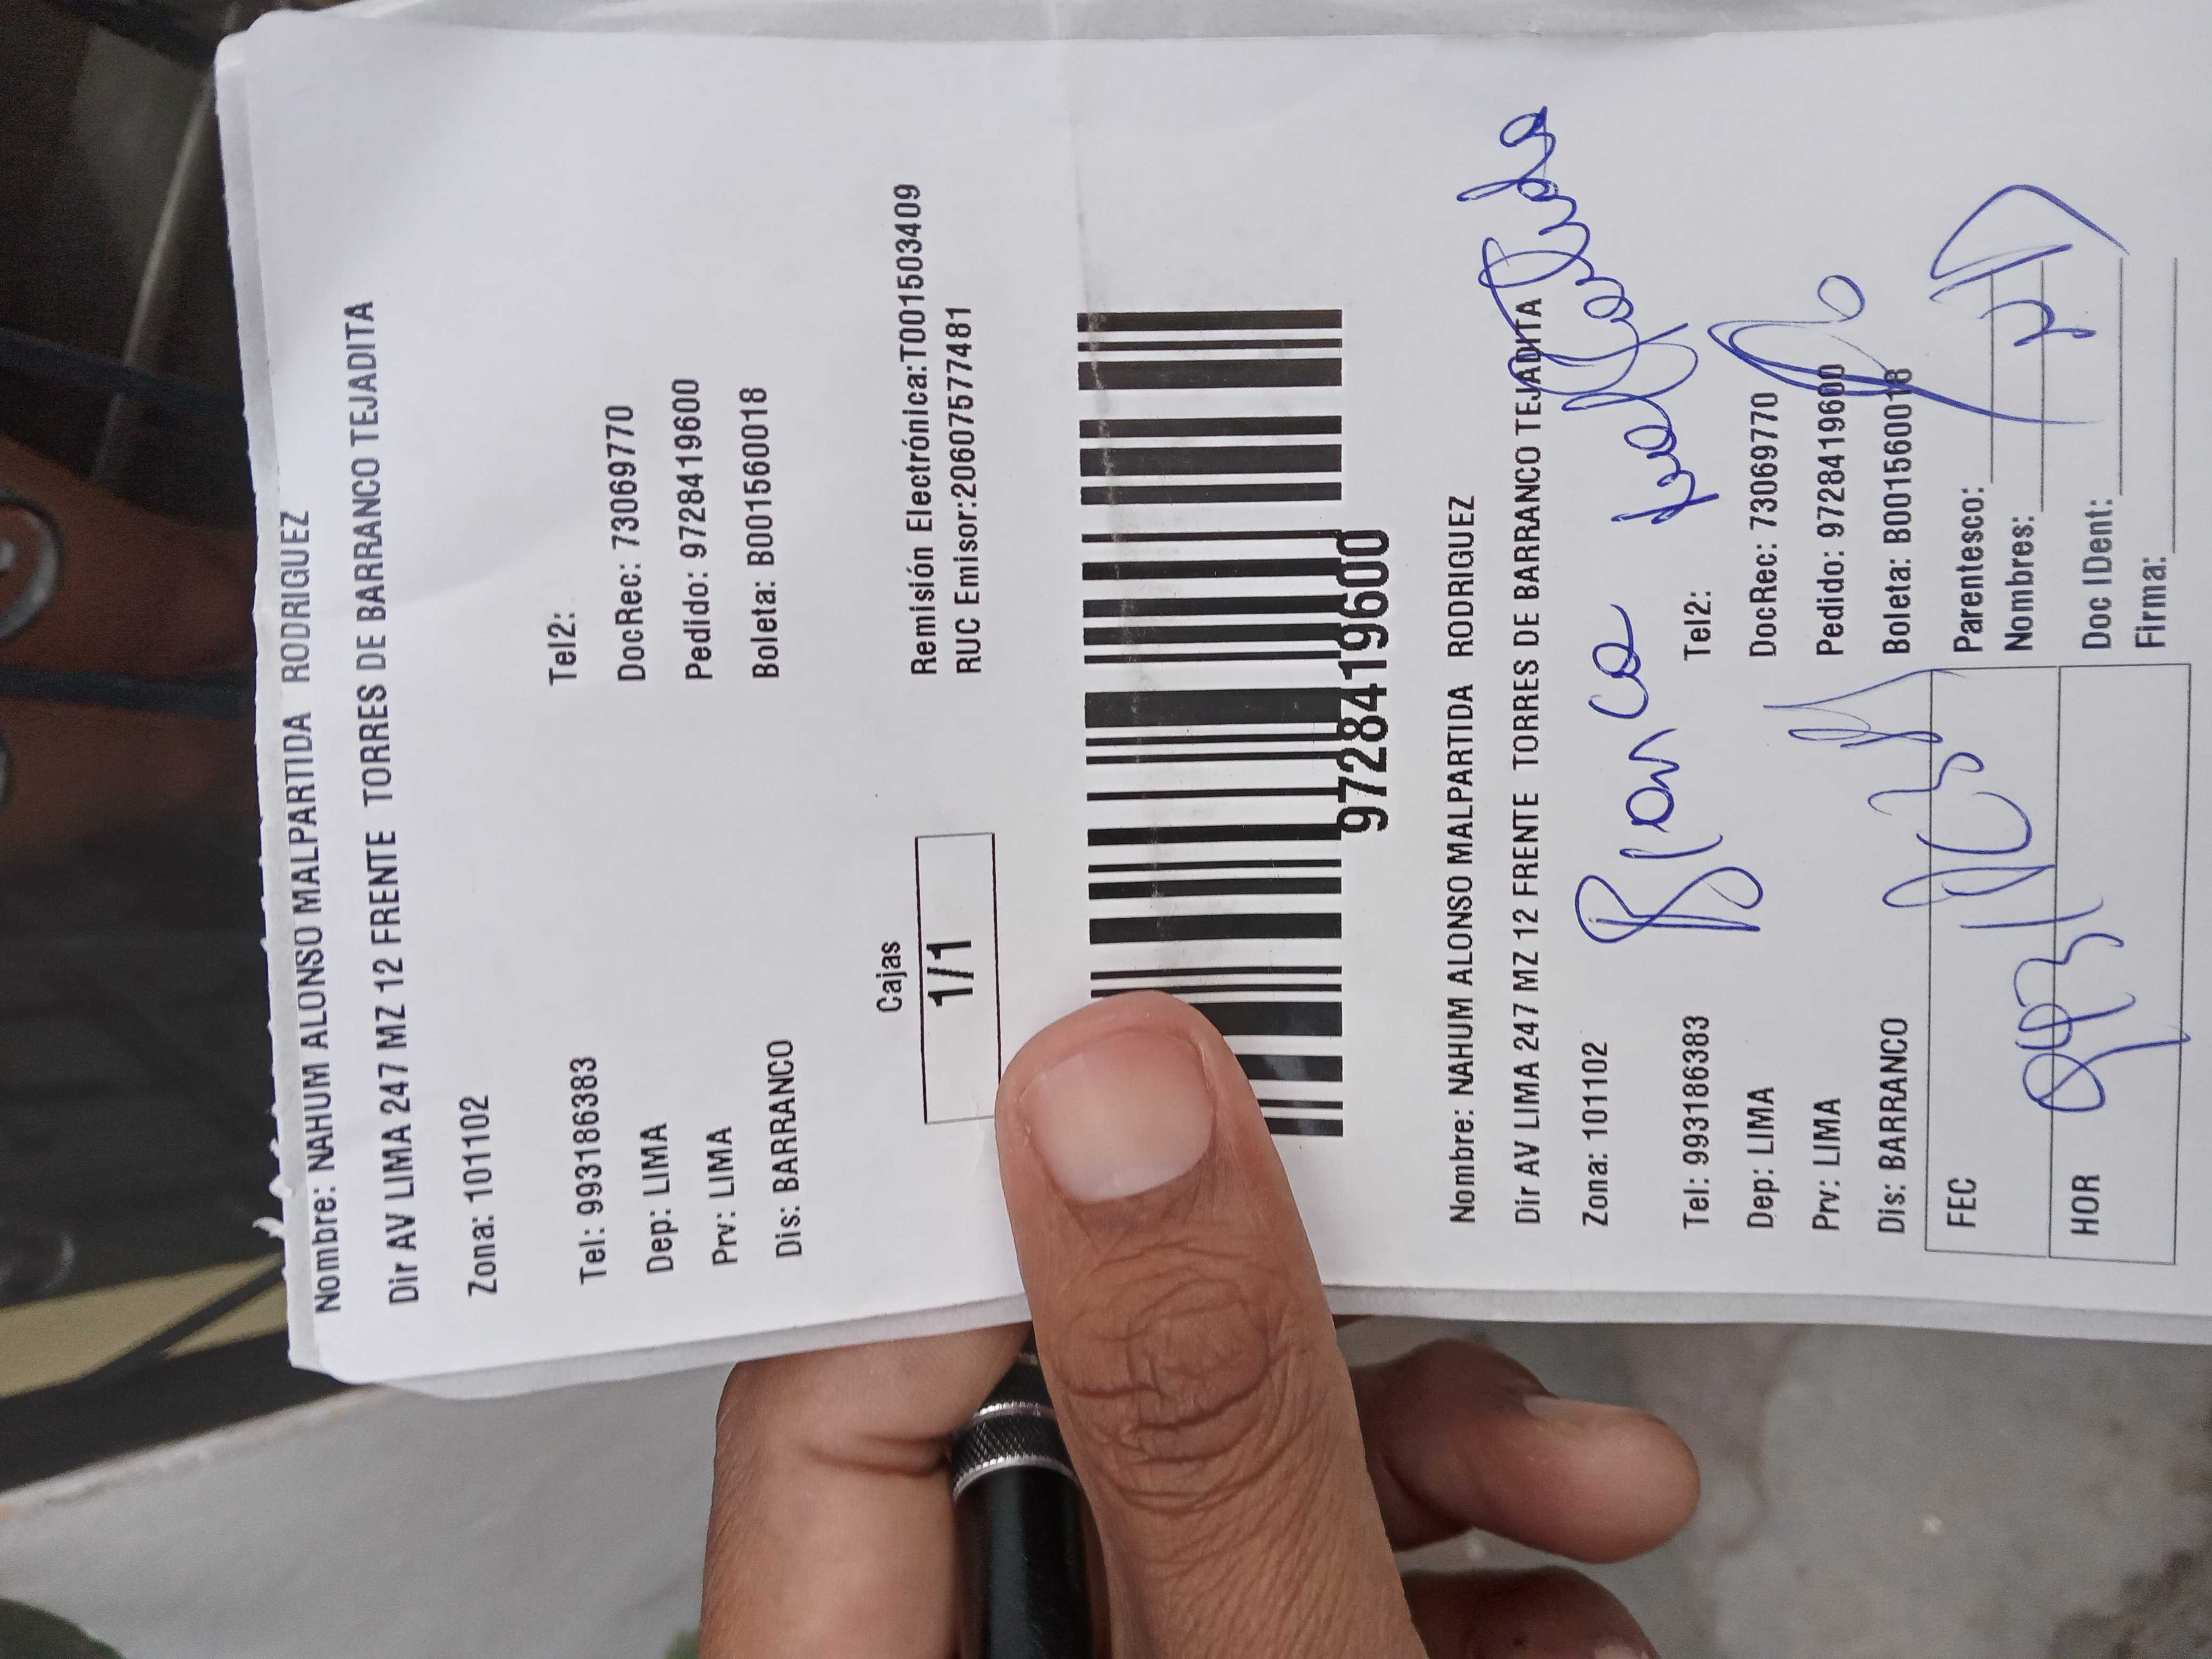 Nombre: NAHUM ALONSO MALPARTIDA RODRIGUEZ
Dir AV LIMA 247 MZ 12 FRENTE TORRES DE BARRANCO TEJADITA
Zona: 101102
Tel: 993186383 Tel2:
Dep: LIMA DocRec: 73069770
Prv: LIMA Pedido: 972841960​0
Dis: BARRANCO Boleta: B001560018
Cajas
1/1
Remisión Electrónica:T001503409
RUC Emisor:20607577481
9728419600
Nombre: NAHUM ALONSO MALPARTIDA RODRIGUEZ
Dir AV LIMA 247 MZ 12 FRENTE TORRES DE BARRANCO TEJADITA
Zona: 101102
Blanca
Tel: 993186383 Tel2:
Dep: LIMA DocRec: 73069770
Prv: LIMA Pedido: 9728419600
Dis: BARRANCO Boleta: B001560018
FEC
HOR
Parentesco:
Nombres:
Doc IDent:
Firma: